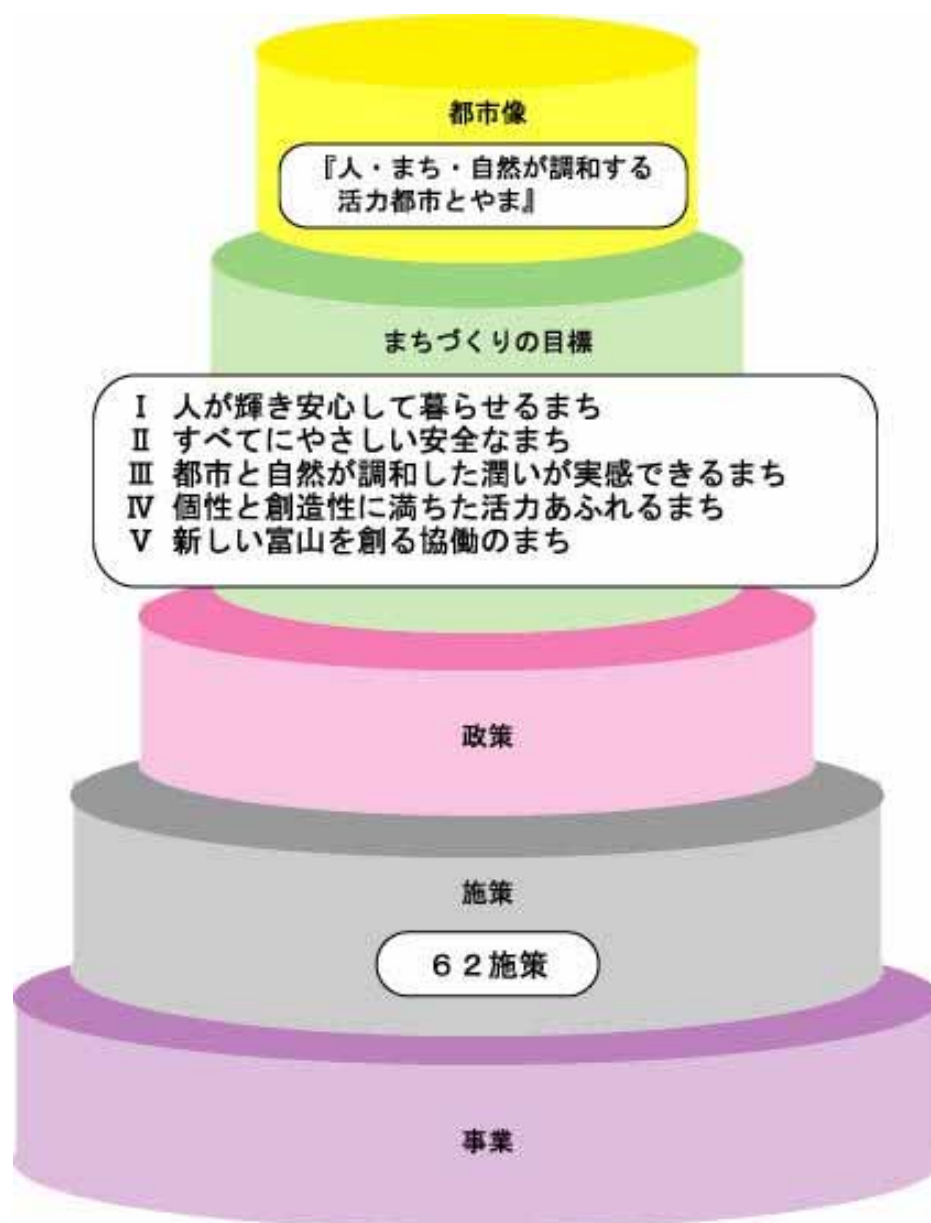 都市像
『人・まち・自然が調和する
活力都市とやま』
まちづくりの目標
Ⅰ 人が輝き安心して暮らせるまち
Ⅱ すべてにやさしい安全なまち
Ⅲ 都市と自然が調和した潤いが実感できるまち
Ⅳ 個性と創造性に満ちた活力あふれるまち
Ⅴ 新しい富山を創る協働のまち
政策
施策
６２施策
事業